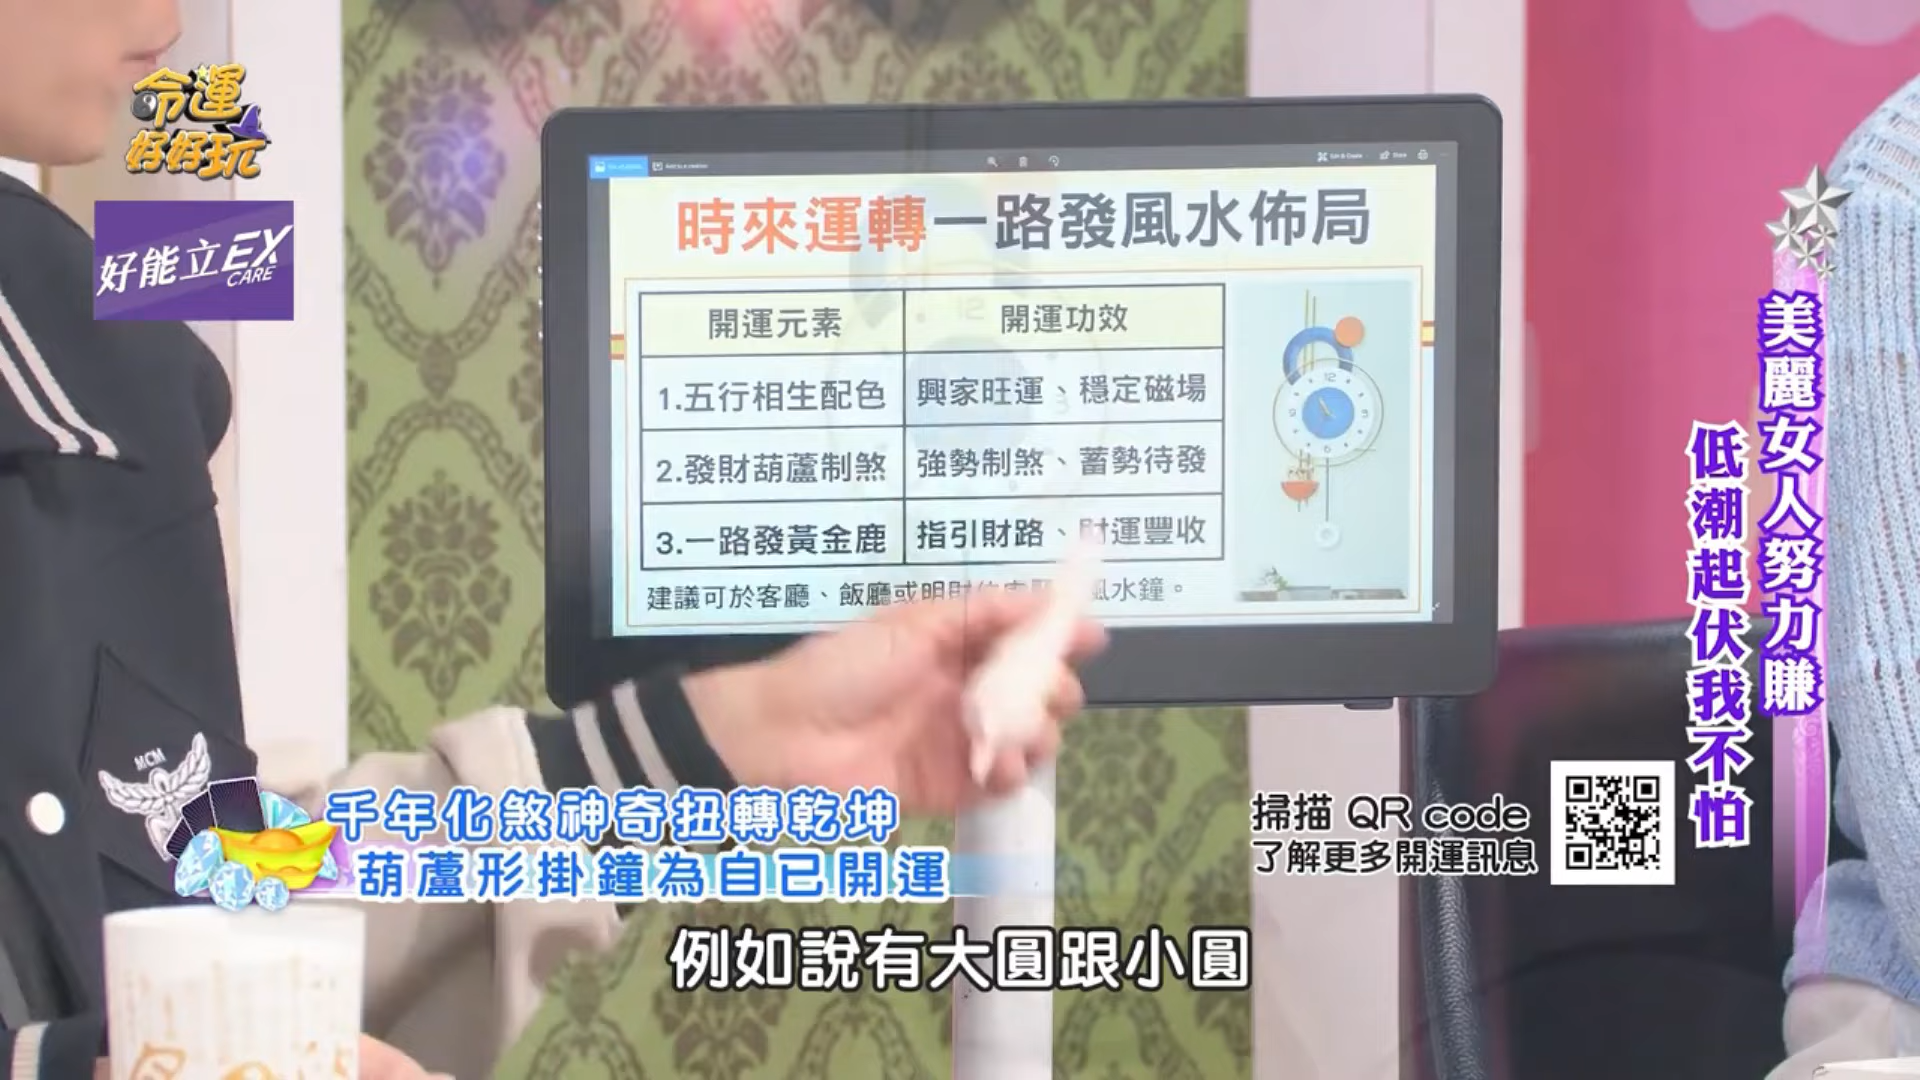 命運
好好玩
好能立EX
CARE
時來運轉一路發風水佈局
開運元素
開運功效
1.五行相生配色
興家旺運、穩定磁場
2.發財葫蘆制煞
強勢制煞、蓄勢待發
3.一路發黃金鹿
指引財路、財運豐收
建議可於客廳、飯廳或明財位
風水鐘。
美麗女人努力賺
低潮起伏我不怕
MCM
千年化煞神奇扭轉乾坤
葫蘆形掛鐘為自已開運
掃描 QR code
了解更多開運訊息
例如說有大圓跟小圓